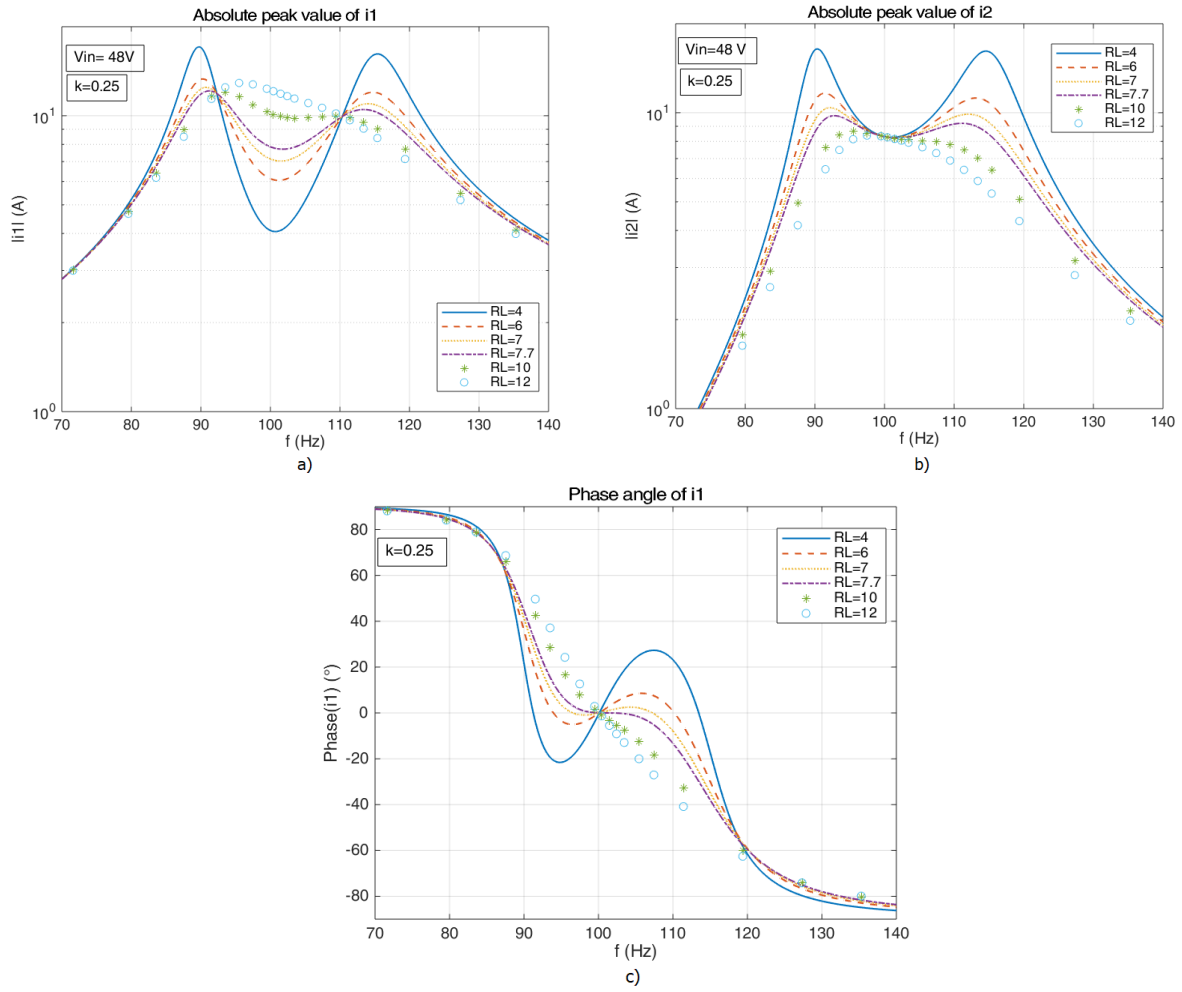 Absolute peak value of i1
Vin= 48V
k=0.25
|i1| (A)
10^1
10^0
RL=4
RL=6
RL=7
RL=7.7
RL=10
RL=12
70 80 90 100 110 120 130 140
f (Hz)
a)
Absolute peak value of i2
Vin=48 V
k=0.25
|i2| (A)
10^1
10^0
RL=4
RL=6
RL=7
RL=7.7
RL=10
RL=12
70 80 90 100 110 120 130 140
f (Hz)
b)
Phase angle of i1
k=0.25
Phase(i1) (°)
80
60
40
20
0
-20
-40
-60
-80
RL=4
RL=6
RL=7
RL=7.7
RL=10
RL=12
70 80 90 100 110 120 130 140
f (Hz)
c)